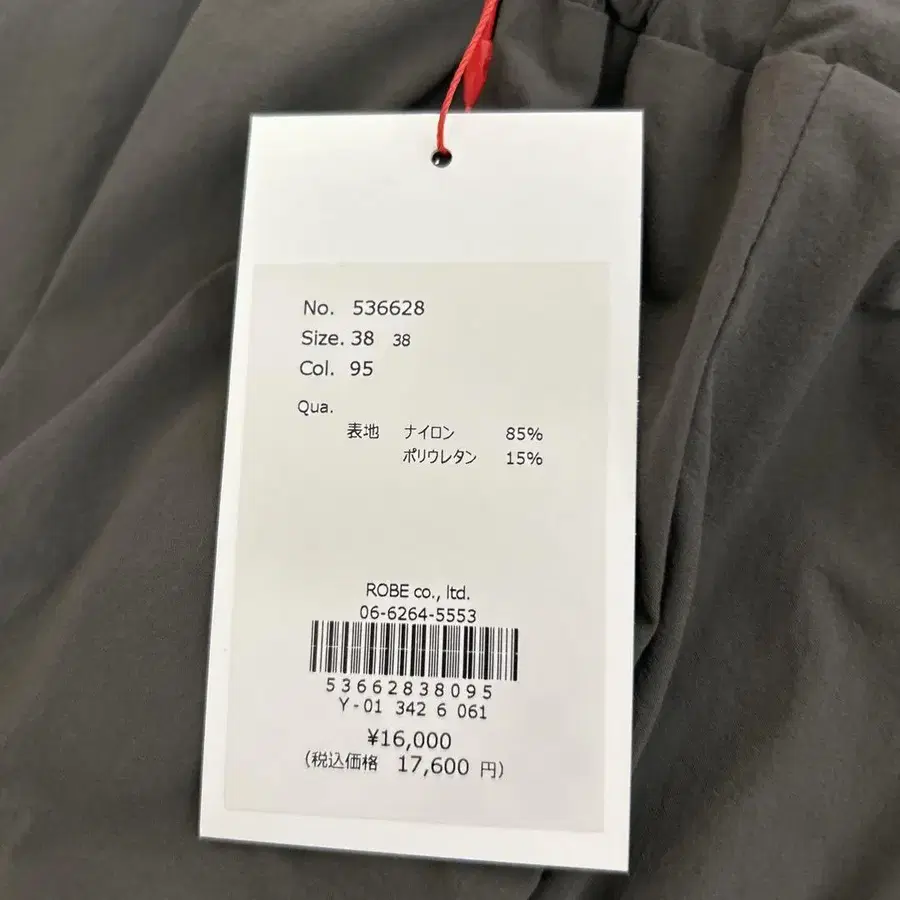 No. 536628
Size. 38 38
Col. 95
Qua.
表地 ナイロン 85%
ポリウレタン 15%
ROBE co., ltd.
06-6264-5553
53662838095
Y-01 342 6 061
¥16,000
(税込価格 17,600 円)